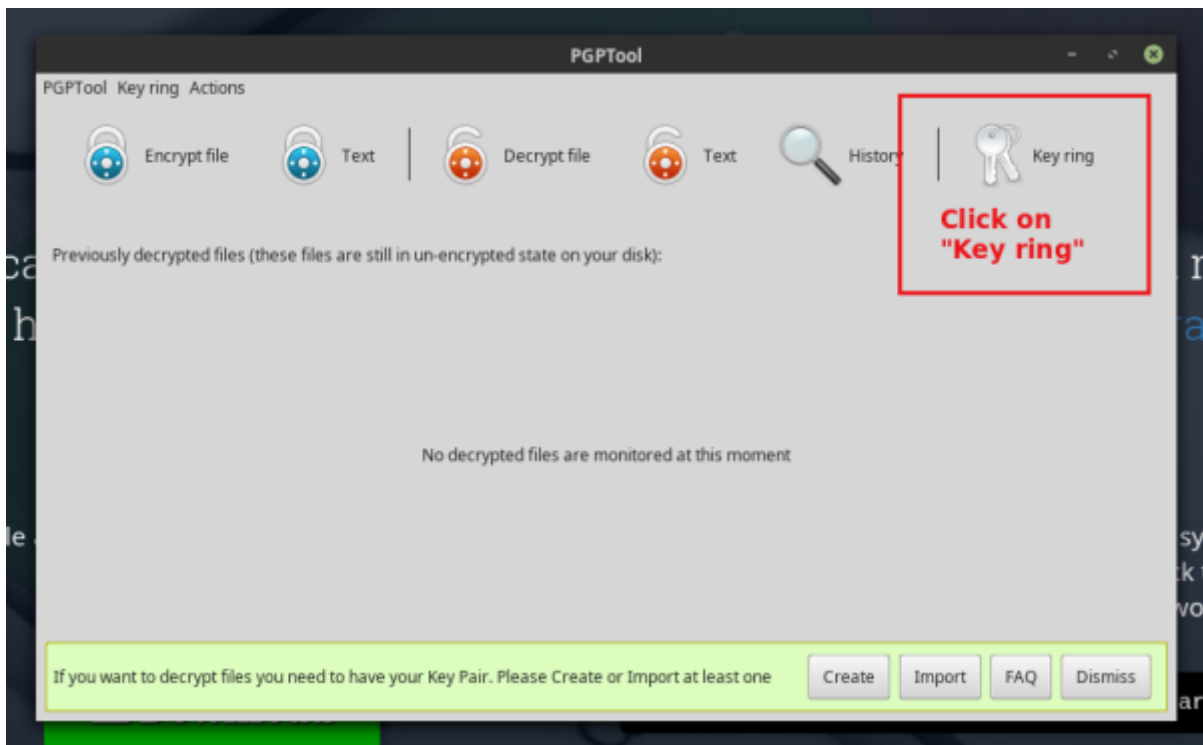 PGPTool
PGPTool Key ring Actions
Encrypt file Text Decrypt file Text History Key ring
Click on
"Key ring"
Previously decrypted files (these files are still in un-encrypted state on your disk):
No decrypted files are monitored at this moment
If you want to decrypt files you need to have your Key Pair. Please Create or Import at least one Create Import FAQ Dismiss